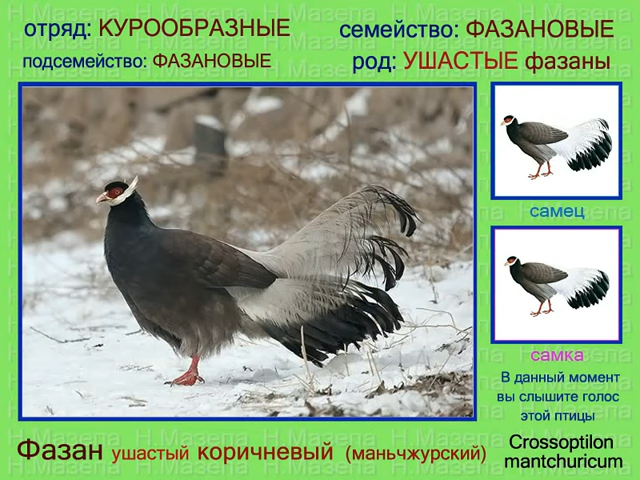 отряд: КУРООБРАЗНЫЕ
семейство: ФАЗАНОВЫЕ
подсемейство: ФАЗАНОВЫЕ
род: УШАСТЫЕ фазаны
самец
самка
В данный момент
вы слышите голос
этой птицы
Фазан ушастый коричневый (маньчжурский)
Crossoptilon
mantchuricum
Н.Мазепа